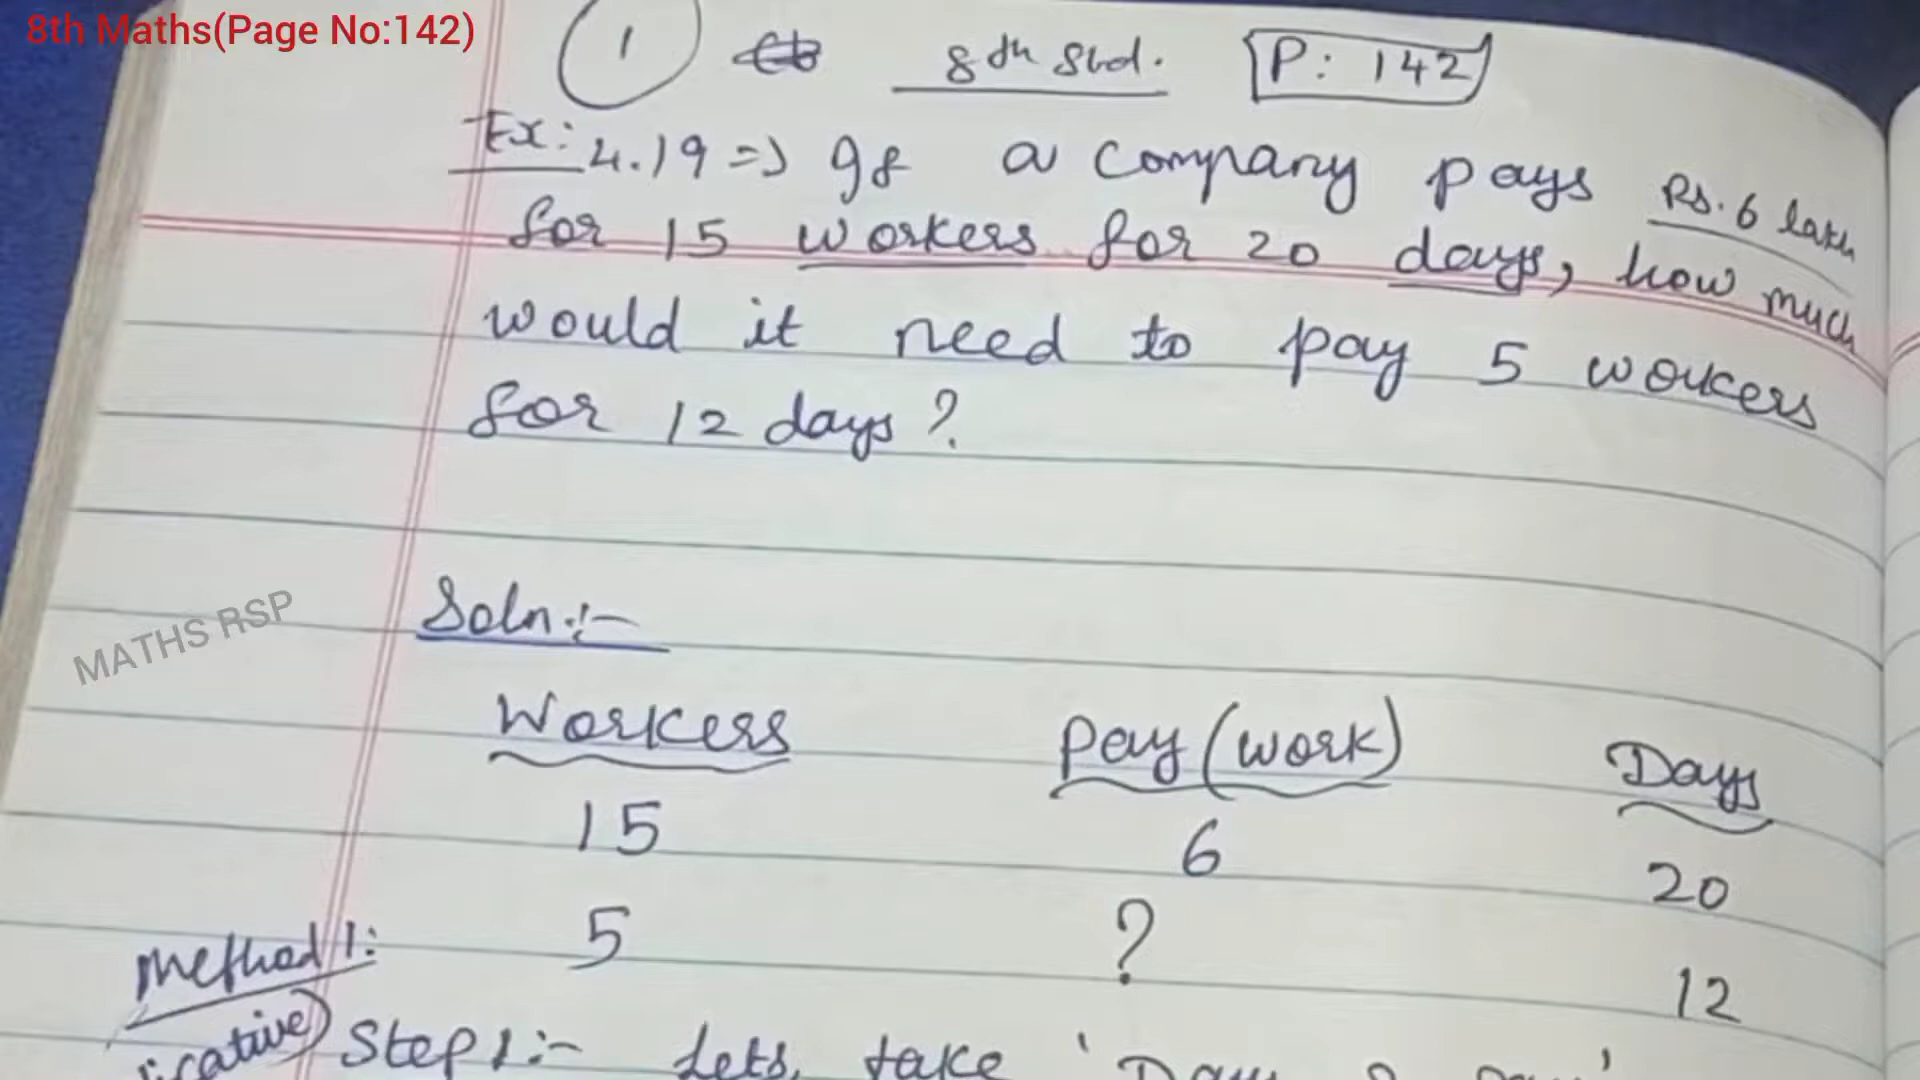 8th Maths(Page No:142)
1 8th Std. P: 142
Ex: 4.19 => If a company pays Rs. 6 lakh
for 15 workers for 20 days, how much
would it need to pay 5 workers
for 12 days ?
Soln :-
MATHS RSP
Workers Pay (work) Days
15 6 20
5 ? 12
Method 1:
Step 1 :- Lets take '